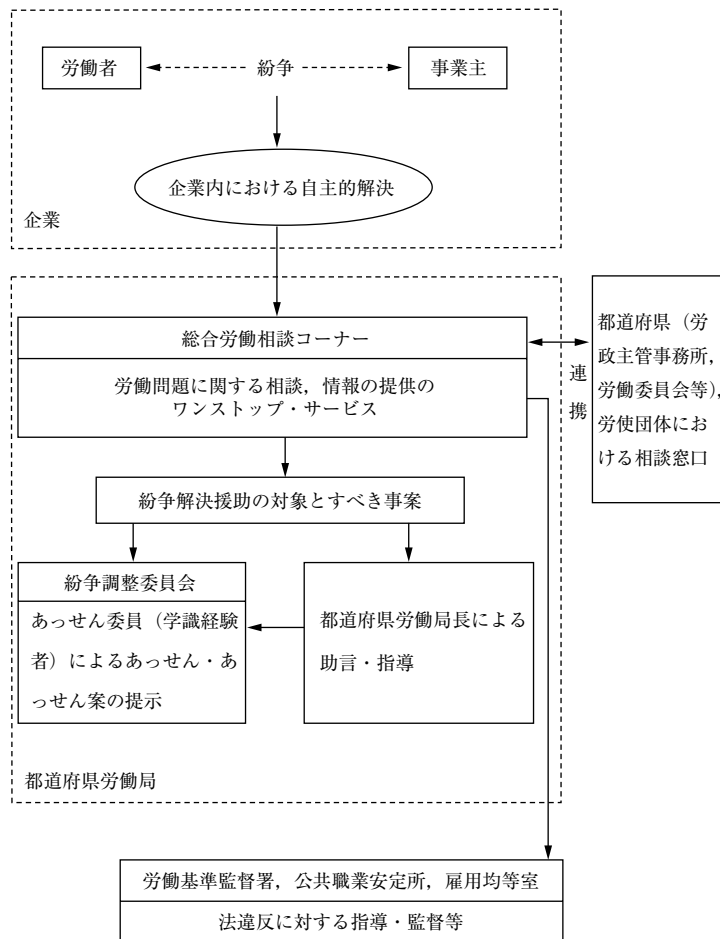 労働者
紛争
事業主
企業内における自主的解決
企業
総合労働相談コーナー
労働問題に関する相談，情報の提供の
ワンストップ・サービス
連
携
都道府県（労
政主管事務所，
労働委員会等），
労使団体にお
ける相談窓口
紛争解決援助の対象とすべき事案
紛争調整委員会
あっせん委員（学識経験
者）によるあっせん・あ
っせん案の提示
都道府県労働局長による
助言・指導
都道府県労働局
労働基準監督署，公共職業安定所，雇用均等室
法違反に対する指導・監督等